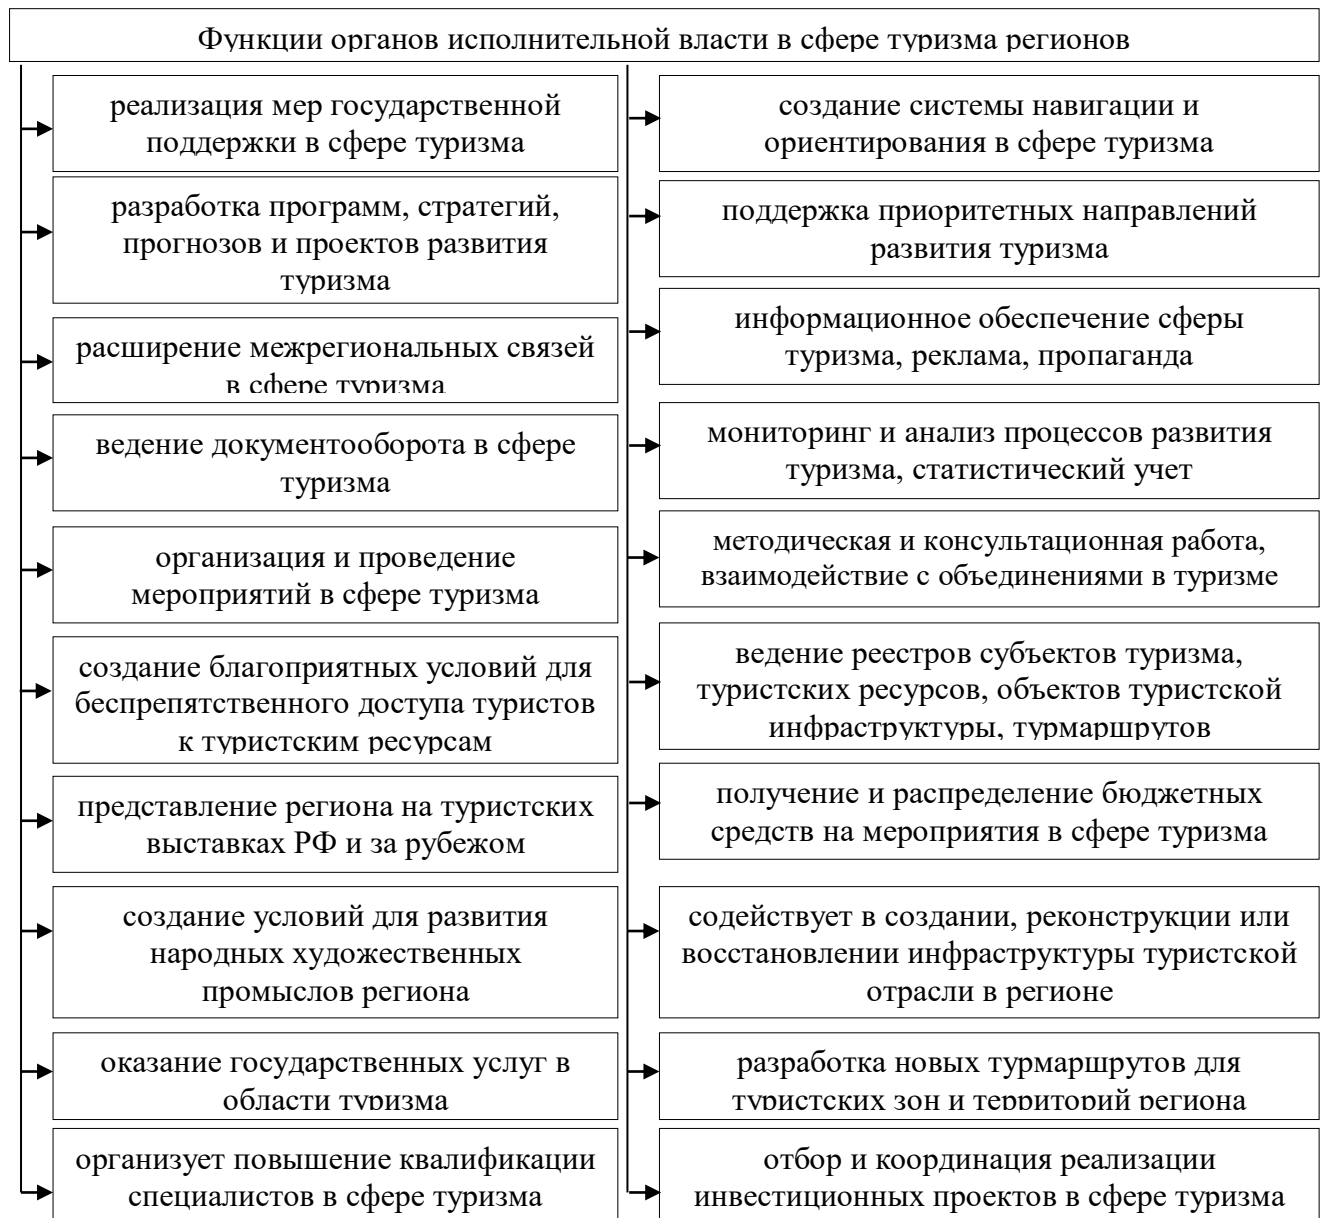 Функции органов исполнительной власти в сфере туризма регионов
реализация мер государственной
поддержки в сфере туризма
разработка программ, стратегий,
прогнозов и проектов развития
туризма
расширение межрегиональных связей
в сфере туризма
ведение документооборота в сфере
туризма
организация и проведение
мероприятий в сфере туризма
создание благоприятных условий для
беспрепятственного доступа туристов
к туристским ресурсам
представление региона на туристских
выставках РФ и за рубежом
создание условий для развития
народных художественных
промыслов региона
оказание государственных услуг в
области туризма
организует повышение квалификации
специалистов в сфере туризма
создание системы навигации и
ориентирования в сфере туризма
поддержка приоритетных направлений
развития туризма
информационное обеспечение сферы
туризма, реклама, пропаганда
мониторинг и анализ процессов развития
туризма, статистический учет
методическая и консультационная работа,
взаимодействие с объединениями в туризме
ведение реестров субъектов туризма,
туристских ресурсов, объектов туристской
инфраструктуры, турмаршрутов
получение и распределение бюджетных
средств на мероприятия в сфере туризма
содействует в создании, реконструкции или
восстановлении инфраструктуры туристской
отрасли в регионе
разработка новых турмаршрутов для
туристских зон и территорий региона
отбор и координация реализации
инвестиционных проектов в сфере туризма